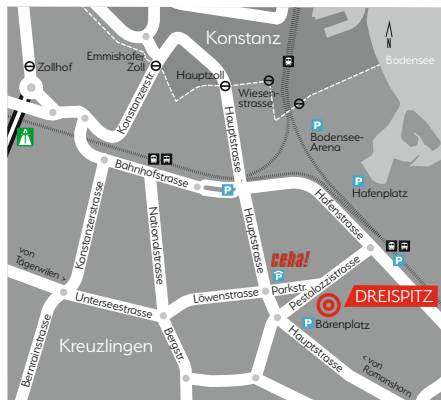 Emmishofer
Zoll
Konstanz
N
Zollhof
Bodensee
Hauptzoll
Wiesen-
strasse
Konstanzerstr.
Hauptstrasse
P
Bodensee-
Arena
Bahnhofstrasse
P
P
Hafenplatz
Hafenstrasse
Konstanzerstrasse
Nationalstrasse
Hauptstrasse
von
Tägerwilen >
ceha!
P
P
Parkstr.
Pestalozzistrasse
Löwenstrasse
Unterseestrasse
DREISPITZ
P Bärenplatz
Bernrainstrasse
Kreuzlingen
Bergstr.
Hauptstrasse
< von
Romanshorn